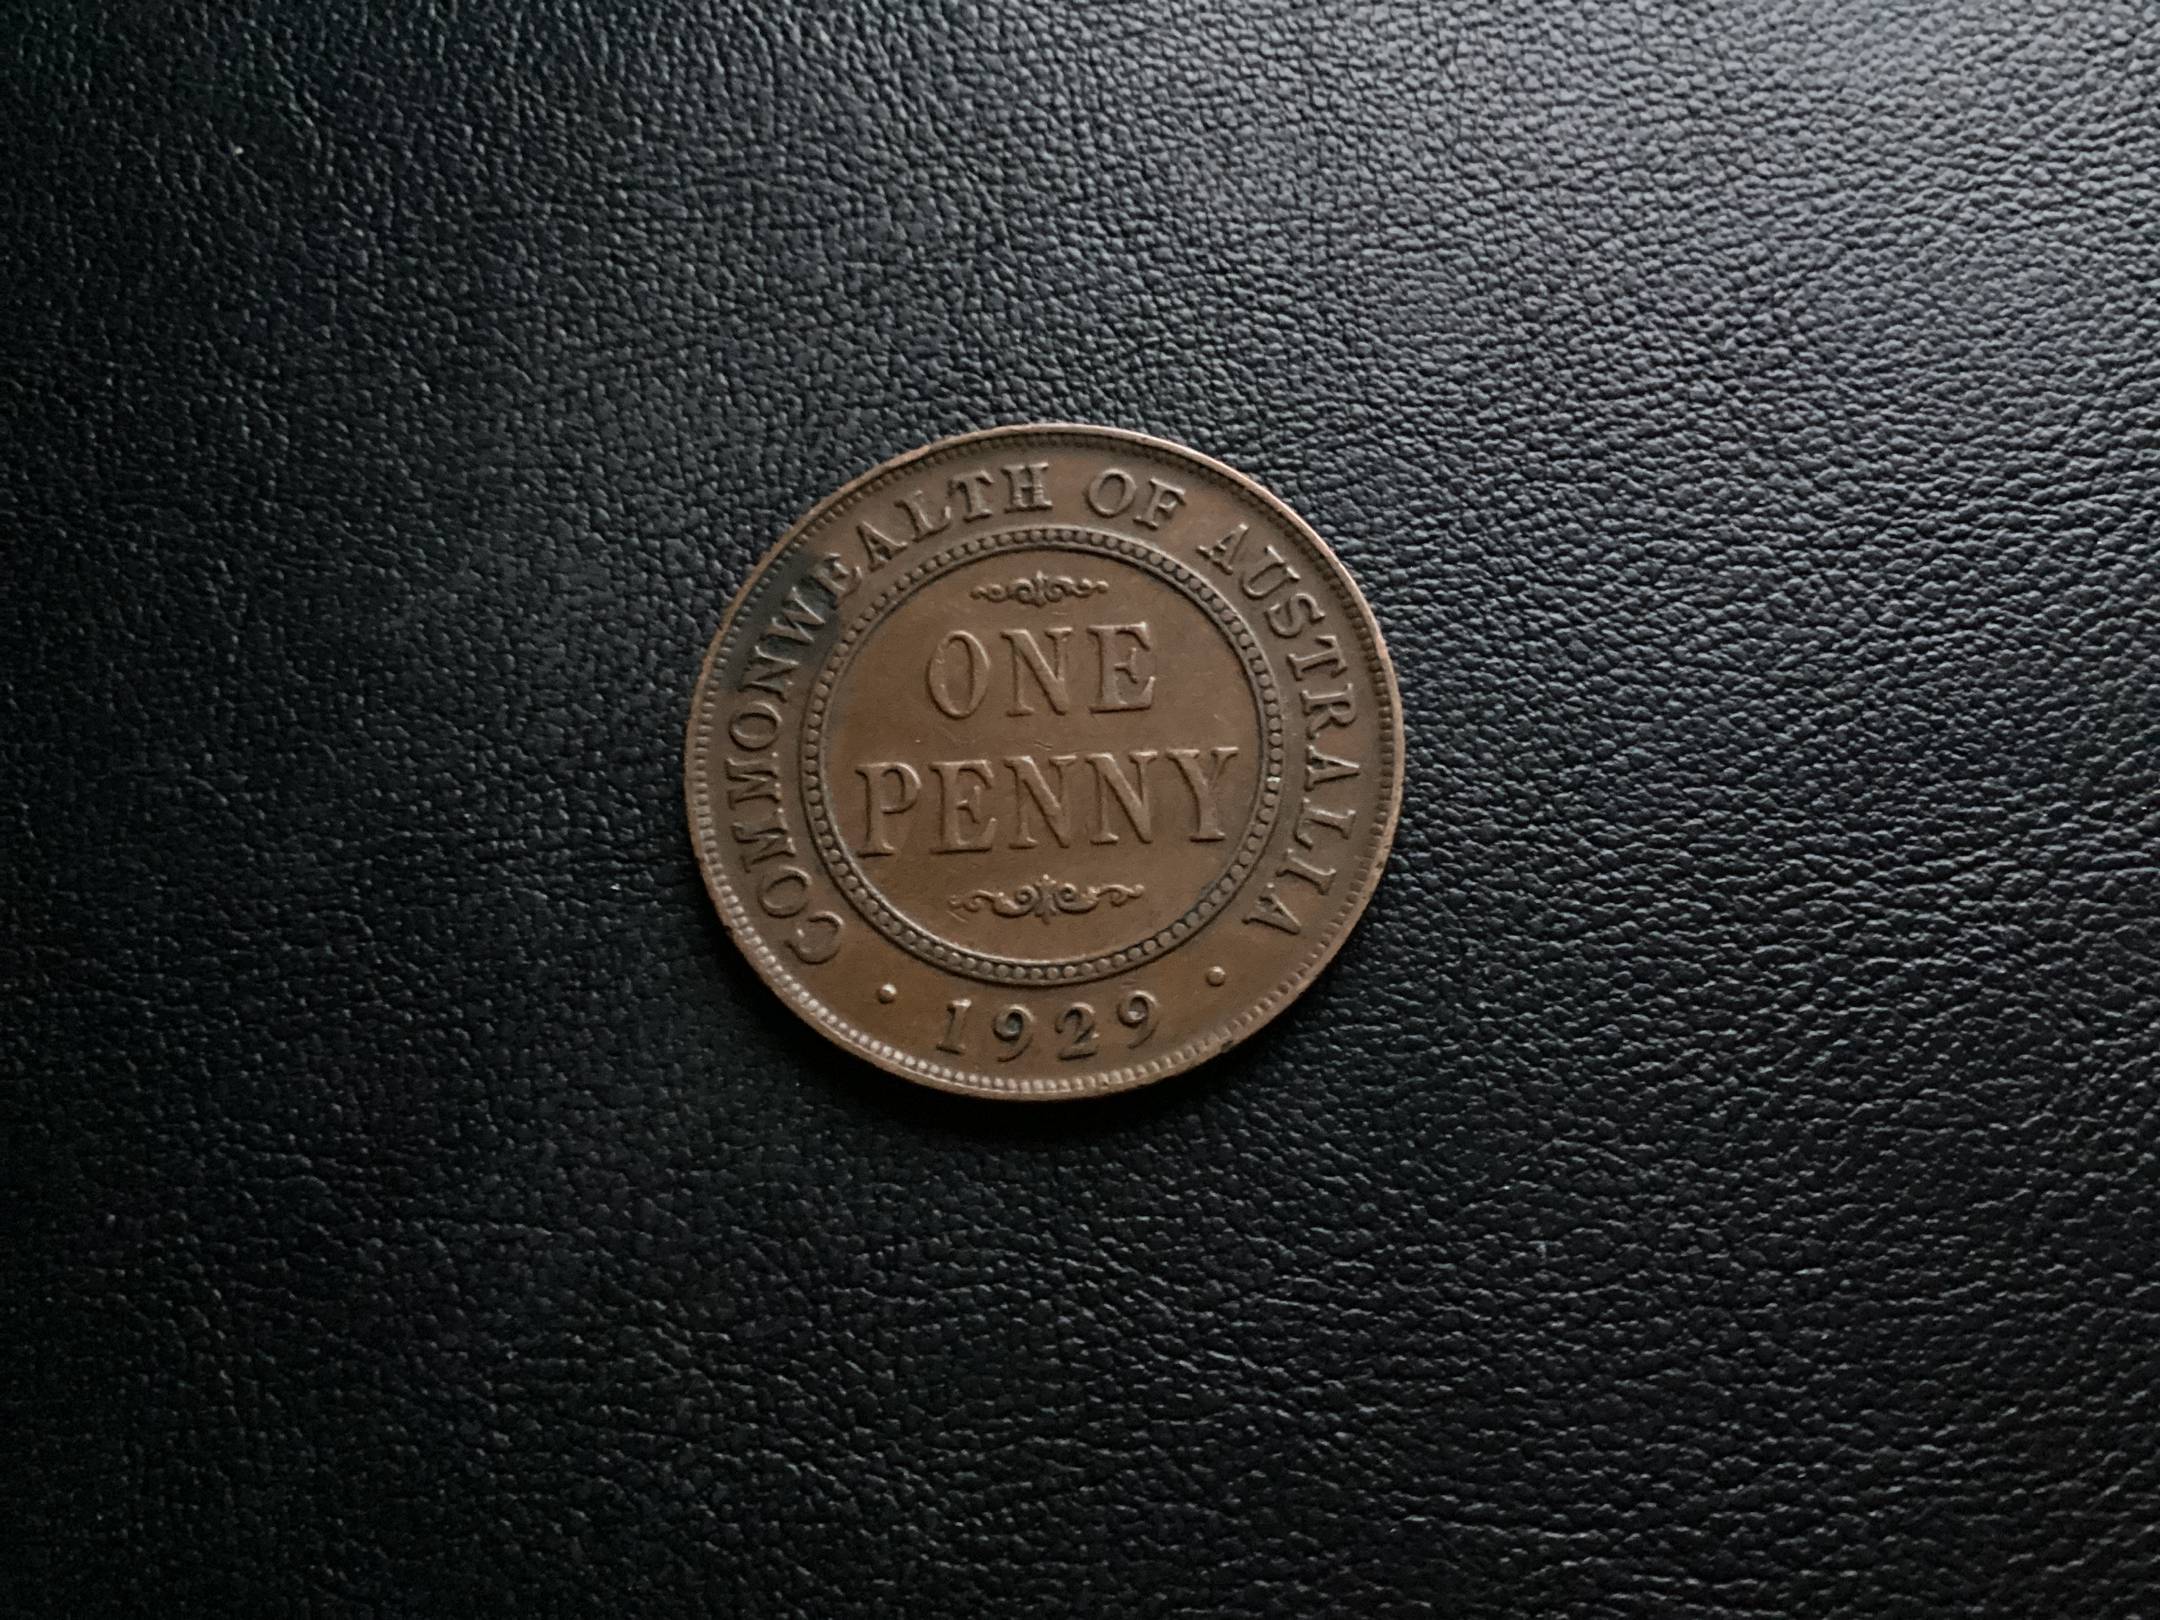 COMMONWEALTH OF AUSTRALIA
ONE
PENNY
· 1929 ·